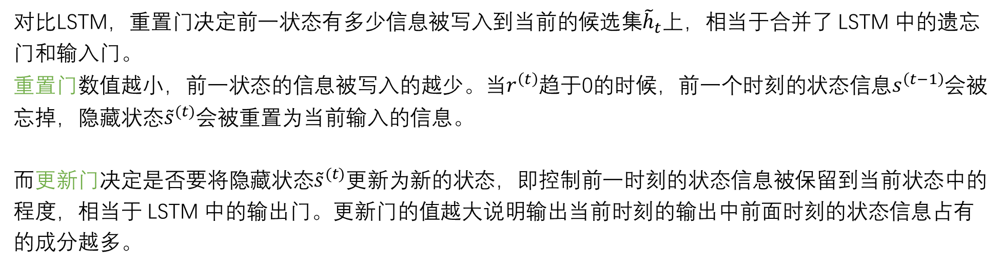 对比LSTM，重置门决定前一状态有多少信息被写入到当前的候选集h̃ₜ上，相当于合并了 LSTM 中的遗忘
门和输入门。
重置门数值越小，前一状态的信息被写入的越少。当r⁽ᵗ⁾趋于0的时候，前一个时刻的状态信息s⁽ᵗ⁻¹⁾会被
忘掉，隐藏状态s̃⁽ᵗ⁾会被重置为当前输入的信息。
而更新门决定是否要将隐藏状态s̃⁽ᵗ⁾更新为新的状态，即控制前一时刻的状态信息被保留到当前状态中的
程度，相当于 LSTM 中的输出门。更新门的值越大说明输出当前时刻的输出中前面时刻的状态信息占有
的成分越多。